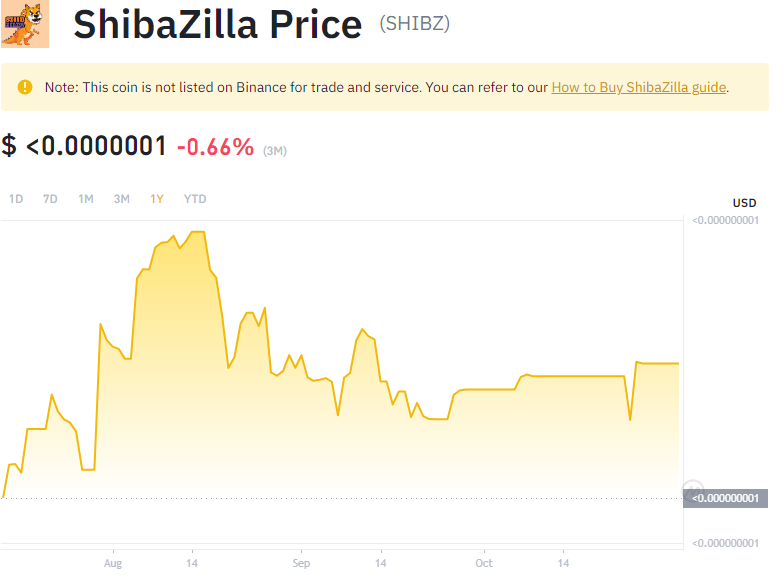 ShibaZilla Price (SHIBZ)
Note: This coin is not listed on Binance for trade and service. You can refer to our How to Buy ShibaZilla guide.
$ <0.0000001 -0.66% (3M)
1D 7D 1M 3M 1Y YTD
USD
<0.000000001
<0.000000001
<0.000000001
Aug 14 Sep 14 Oct 14